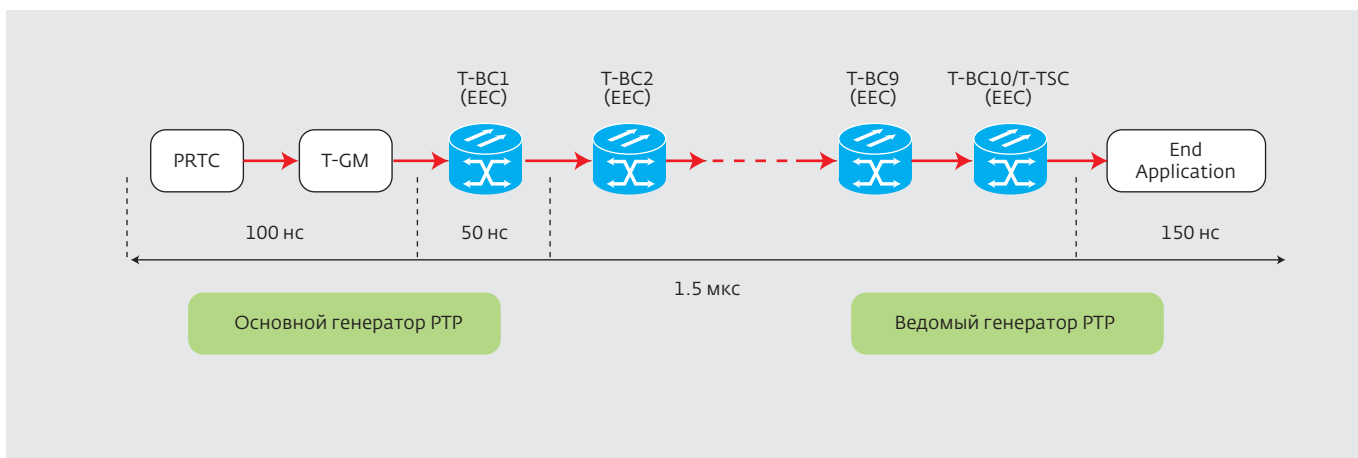 T-BC1
(EEC)
T-BC2
(EEC)
T-BC9
(EEC)
T-BC10/T-TSC
(EEC)
PRTC
T-GM
End
Application
100 нс
50 нс
150 нс
1.5 мкс
Основной генератор PTP
Ведомый генератор PTP